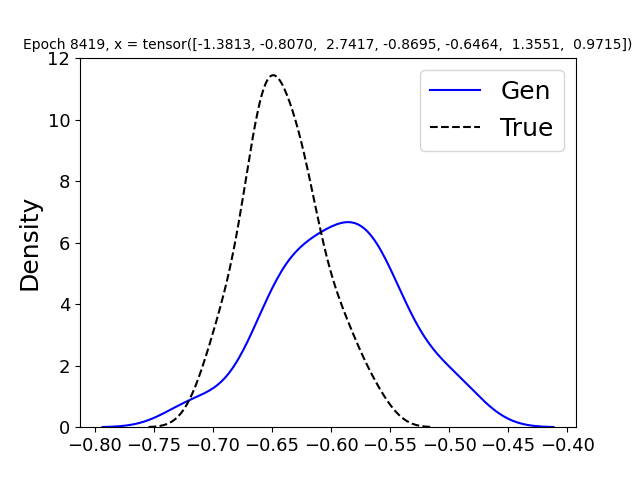 Epoch 8419, x = tensor([-1.3813, -0.8070,  2.7417, -0.8695, -0.6464,  1.3551,  0.9715])
12
10
8
6
4
2
0
Density
Gen
True
−0.80 −0.75 −0.70 −0.65 −0.60 −0.55 −0.50 −0.45 −0.40